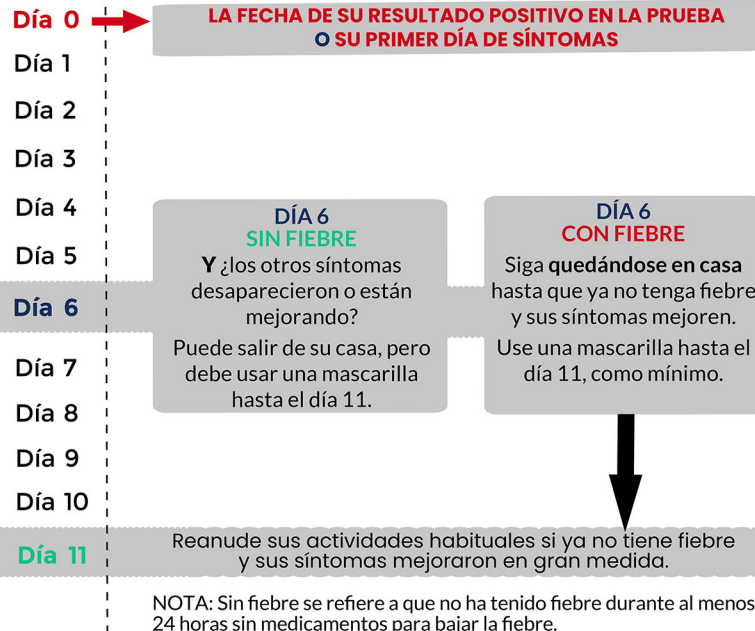 Día 0
LA FECHA DE SU RESULTADO POSITIVO EN LA PRUEBA
O SU PRIMER DÍA DE SÍNTOMAS
Día 1
Día 2
Día 3
Día 4
Día 5
Día 6
DÍA 6
SIN FIEBRE
Y ¿los otros síntomas
desaparecieron o están
mejorando?
Puede salir de su casa, pero
debe usar una mascarilla
hasta el día 11.
DÍA 6
CON FIEBRE
Siga quedándose en casa
hasta que ya no tenga fiebre
y sus síntomas mejoren.
Use una mascarilla hasta el
día 11, como mínimo.
Día 7
Día 8
Día 9
Día 10
Día 11
Reanude sus actividades habituales si ya no tiene fiebre
y sus síntomas mejoraron en gran medida.
NOTA: Sin fiebre se refiere a que no ha tenido fiebre durante al menos
24 horas sin medicamentos para bajar la fiebre.